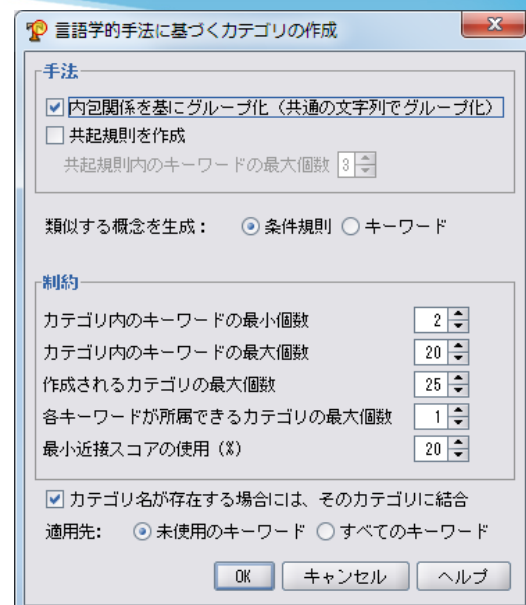 言語学的手法に基づくカテゴリの作成
手法
内包関係を基にグループ化（共通の文字列でグループ化）
共起規則を作成
共起規則内のキーワードの最大個数 3
類似する概念を生成： 条件規則 キーワード
制約
カテゴリ内のキーワードの最小個数 2
カテゴリ内のキーワードの最大個数 20
作成されるカテゴリの最大個数 25
各キーワードが所属できるカテゴリの最大個数 1
最小近接スコアの使用（%） 20
カテゴリ名が存在する場合には、そのカテゴリに結合
適用先: 未使用のキーワード すべてのキーワード
OK キャンセル ヘルプ